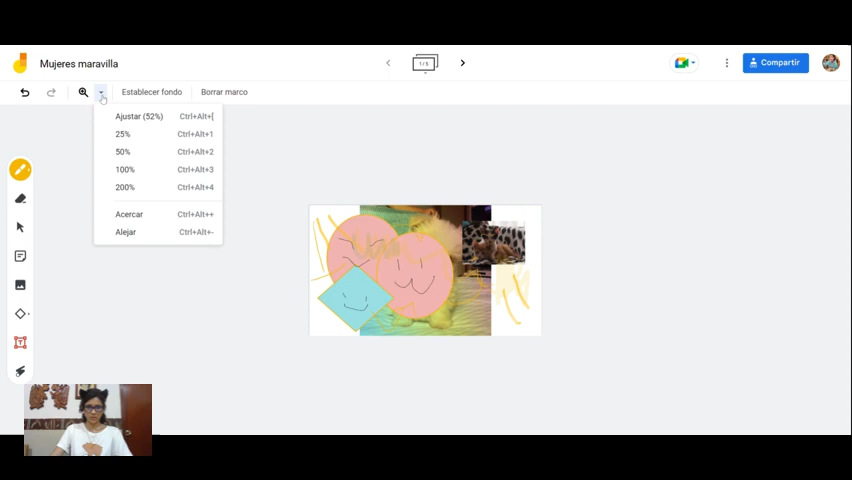 Mujeres maravilla
1/5
Compartir
Establecer fondo
Borrar marco
Ajustar (52%) Ctrl+Alt+[
25% Ctrl+Alt+1
50% Ctrl+Alt+2
100% Ctrl+Alt+3
200% Ctrl+Alt+4
Acercar Ctrl+Alt++
Alejar Ctrl+Alt+-
T